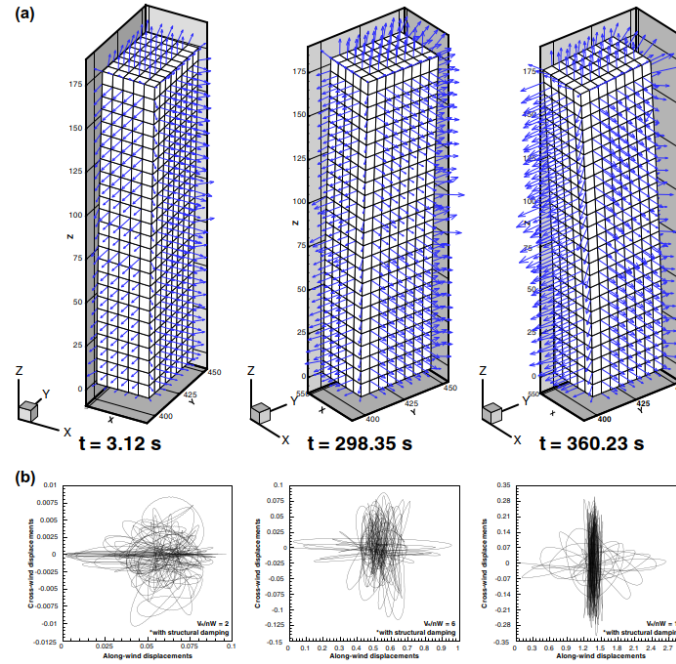 (a)
175
150
125
100
Z
75
50
25
0
X
400
425
Y
450
Z
Y
X
t = 3.12 s
175
150
125
100
Z
75
50
25
0
550
X
400
425
Y
450
Z
Y
X
t = 298.35 s
175
150
125
100
Z
75
50
25
0
550
X
400
425
Y
450
Z
Y
X
t = 360.23 s
(b)
Cross-wind displacements
0.01
0.0075
0.005
0.0025
0
-0.0025
-0.005
-0.0075
-0.01
-0.0125
0 0.025 0.05 0.075 0.1
Along-wind displacements
/nW = 2
*with structural damping
Cross-wind displacements
0.1
0.075
0.05
0.025
0
-0.025
-0.05
-0.075
-0.1
-0.15
0 0.1 0.2 0.3 0.4 0.5 0.6 0.7 0.8 0.9 1
Along-wind displacements
/nW = 6
*with structural damping
Cross-wind displacements
0.35
0.28
0.21
0.14
0.07
0
-0.07
-0.14
-0.21
-0.28
-0.35
0 0.3 0.6 0.9 1.2 1.5 1.8 2.1 2.4 2.7
Along-wind displacements
*with structural damping